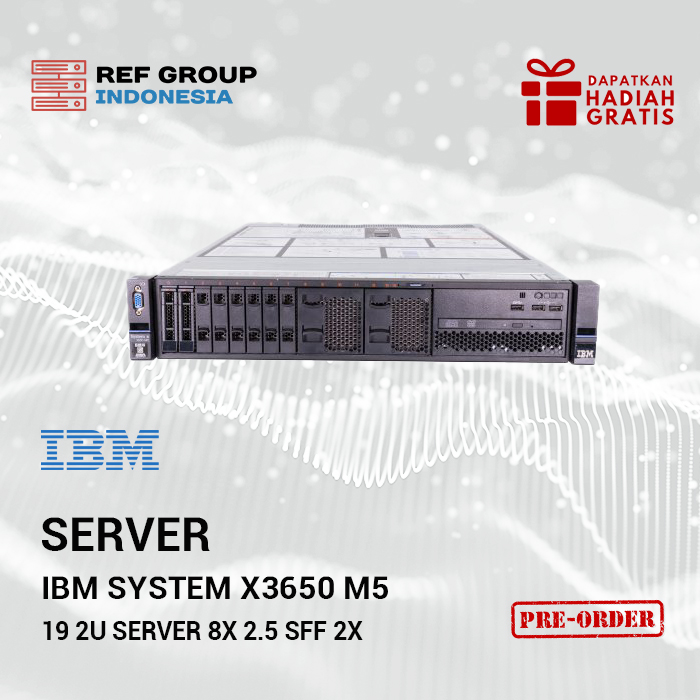 REF GROUP
INDONESIA
DAPATKAN
HADIAH
GRATIS
IBM
IBM
SERVER
IBM SYSTEM X3650 M5
19 2U SERVER 8X 2.5 SFF 2X
PRE-ORDER